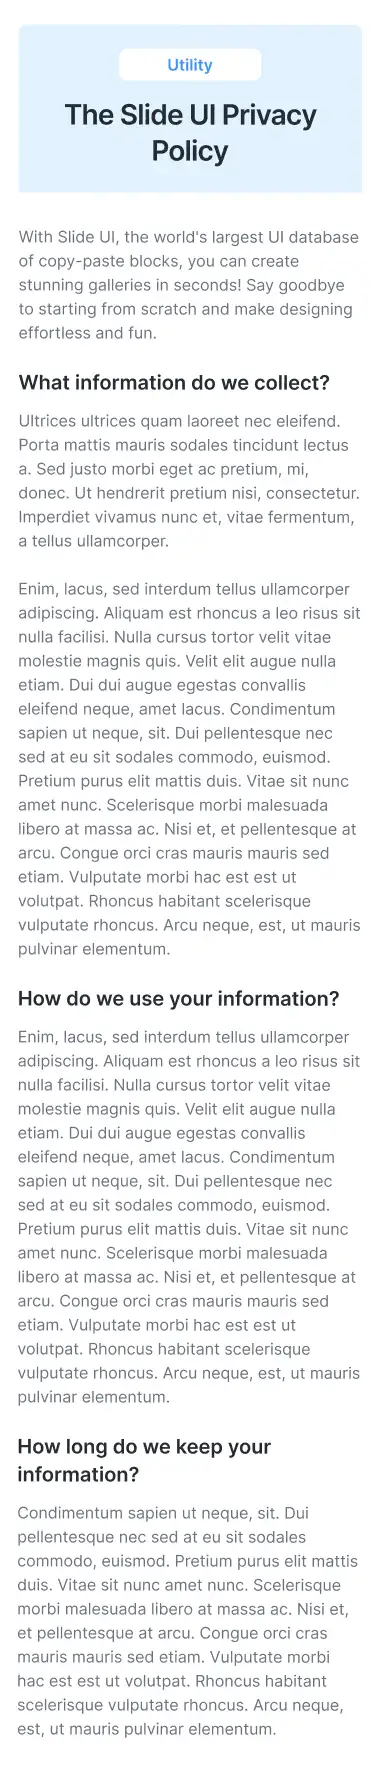 Utility
The Slide UI Privacy
Policy
With Slide UI, the world's largest UI database
of copy-paste blocks, you can create
stunning galleries in seconds! Say goodbye
to starting from scratch and make designing
effortless and fun.
What information do we collect?
Ultrices ultrices quam laoreet nec eleifend.
Porta mattis mauris sodales tincidunt lectus
a. Sed justo morbi eget ac pretium, mi,
donec. Ut hendrerit pretium nisi, consectetur.
Imperdiet vivamus nunc et, vitae fermentum,
a tellus ullamcorper.
Enim, lacus, sed interdum tellus ullamcorper
adipiscing. Aliquam est rhoncus a leo risus sit
nulla facilisi. Nulla cursus tortor velit vitae
molestie magnis quis. Velit elit augue nulla
etiam. Dui dui augue egestas convallis
eleifend neque, amet lacus. Condimentum
sapien ut neque, sit. Dui pellentesque nec
sed at eu sit sodales commodo, euismod.
Pretium purus elit mattis duis. Vitae sit nunc
amet nunc. Scelerisque morbi malesuada
libero at massa ac. Nisi et, et pellentesque at
arcu. Congue orci cras mauris mauris sed
etiam. Vulputate morbi hac est est ut
volutpat. Rhoncus habitant scelerisque
vulputate rhoncus. Arcu neque, est, ut mauris
pulvinar elementum.
How do we use your information?
Enim, lacus, sed interdum tellus ullamcorper
adipiscing. Aliquam est rhoncus a leo risus sit
nulla facilisi. Nulla cursus tortor velit vitae
molestie magnis quis. Velit elit augue nulla
etiam. Dui dui augue egestas convallis
eleifend neque, amet lacus. Condimentum
sapien ut neque, sit. Dui pellentesque nec
sed at eu sit sodales commodo, euismod.
Pretium purus elit mattis duis. Vitae sit nunc
amet nunc. Scelerisque morbi malesuada
libero at massa ac. Nisi et, et pellentesque at
arcu. Congue orci cras mauris mauris sed
etiam. Vulputate morbi hac est est ut
volutpat. Rhoncus habitant scelerisque
vulputate rhoncus. Arcu neque, est, ut mauris
pulvinar elementum.
How long do we keep your
information?
Condimentum sapien ut neque, sit. Dui
pellentesque nec sed at eu sit sodales
commodo, euismod. Pretium purus elit mattis
duis. Vitae sit nunc amet nunc. Scelerisque
morbi malesuada libero at massa ac. Nisi et,
et pellentesque at arcu. Congue orci cras
mauris mauris sed etiam. Vulputate morbi
hac est est ut volutpat. Rhoncus habitant
scelerisque vulputate rhoncus. Arcu neque,
est, ut mauris pulvinar elementum.